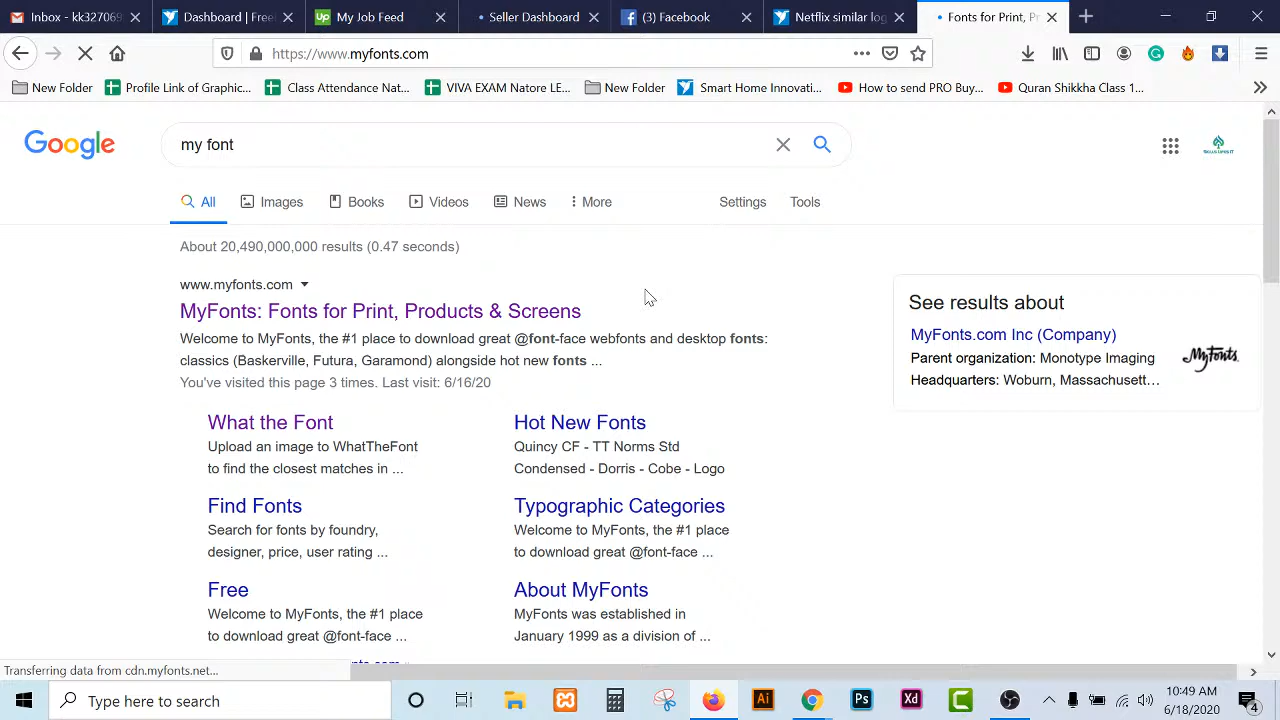 Inbox - kk327069
Dashboard | Free
My Job Feed
Seller Dashboard
(3) Facebook
Netflix similar log
Fonts for Print, Pr
https://www.myfonts.com
New Folder
Profile Link of Graphic...
Class Attendance Nat...
VIVA EXAM Natore LE...
New Folder
Smart Home Innovati...
How to send PRO Buy...
Quran Shikkha Class 1...
Google
my font
All
Images
Books
Videos
News
More
Settings
Tools
About 20,490,000,000 results (0.47 seconds)
www.myfonts.com
MyFonts: Fonts for Print, Products & Screens
Welcome to MyFonts, the #1 place to download great @font-face webfonts and desktop fonts:
classics (Baskerville, Futura, Garamond) alongside hot new fonts ...
You've visited this page 3 times. Last visit: 6/16/20
What the Font
Upload an image to WhatTheFont
to find the closest matches in ...
Hot New Fonts
Quincy CF - TT Norms Std
Condensed - Dorris - Cobe - Logo
Find Fonts
Search for fonts by foundry,
designer, price, user rating ...
Typographic Categories
Welcome to MyFonts, the #1 place
to download great @font-face ...
Free
Welcome to MyFonts, the #1 place
to download great @font-face ...
About MyFonts
MyFonts was established in
January 1999 as a division of ...
See results about
MyFonts.com Inc (Company)
Parent organization: Monotype Imaging
Headquarters: Woburn, Massachusett...
MyFonts
Transferring data from cdn.myfonts.net...
Type here to search
Ai
Ps
Xd
10:49 AM
6/18/2020
4